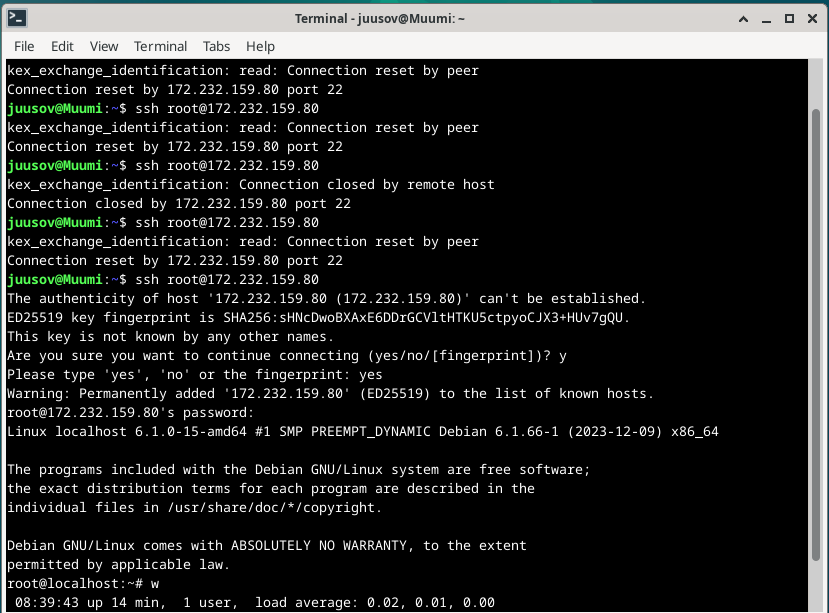 Terminal - juusov@Muumi: ~
File Edit View Terminal Tabs Help
kex_exchange_identification: read: Connection reset by peer
Connection reset by 172.232.159.80 port 22
juusov@Muumi:~$ ssh root@172.232.159.80
kex_exchange_identification: read: Connection reset by peer
Connection reset by 172.232.159.80 port 22
juusov@Muumi:~$ ssh root@172.232.159.80
kex_exchange_identification: Connection closed by remote host
Connection closed by 172.232.159.80 port 22
juusov@Muumi:~$ ssh root@172.232.159.80
kex_exchange_identification: read: Connection reset by peer
Connection reset by 172.232.159.80 port 22
juusov@Muumi:~$ ssh root@172.232.159.80
The authenticity of host '172.232.159.80 (172.232.159.80)' can't be established.
ED25519 key fingerprint is SHA256:sHNcDwoBXAxE6DDrGCVltHTKU5ctpyoCJX3+HUv7gQU.
This key is not known by any other names.
Are you sure you want to continue connecting (yes/no/[fingerprint])? y
Please type 'yes', 'no' or the fingerprint: yes
Warning: Permanently added '172.232.159.80' (ED25519) to the list of known hosts.
root@172.232.159.80's password:
Linux localhost 6.1.0-15-amd64 #1 SMP PREEMPT_DYNAMIC Debian 6.1.66-1 (2023-12-09) x86_64

The programs included with the Debian GNU/Linux system are free software;
the exact distribution terms for each program are described in the
individual files in /usr/share/doc/*/copyright.

Debian GNU/Linux comes with ABSOLUTELY NO WARRANTY, to the extent
permitted by applicable law.
root@localhost:~# w
 08:39:43 up 14 min,  1 user,  load average: 0.02, 0.01, 0.00